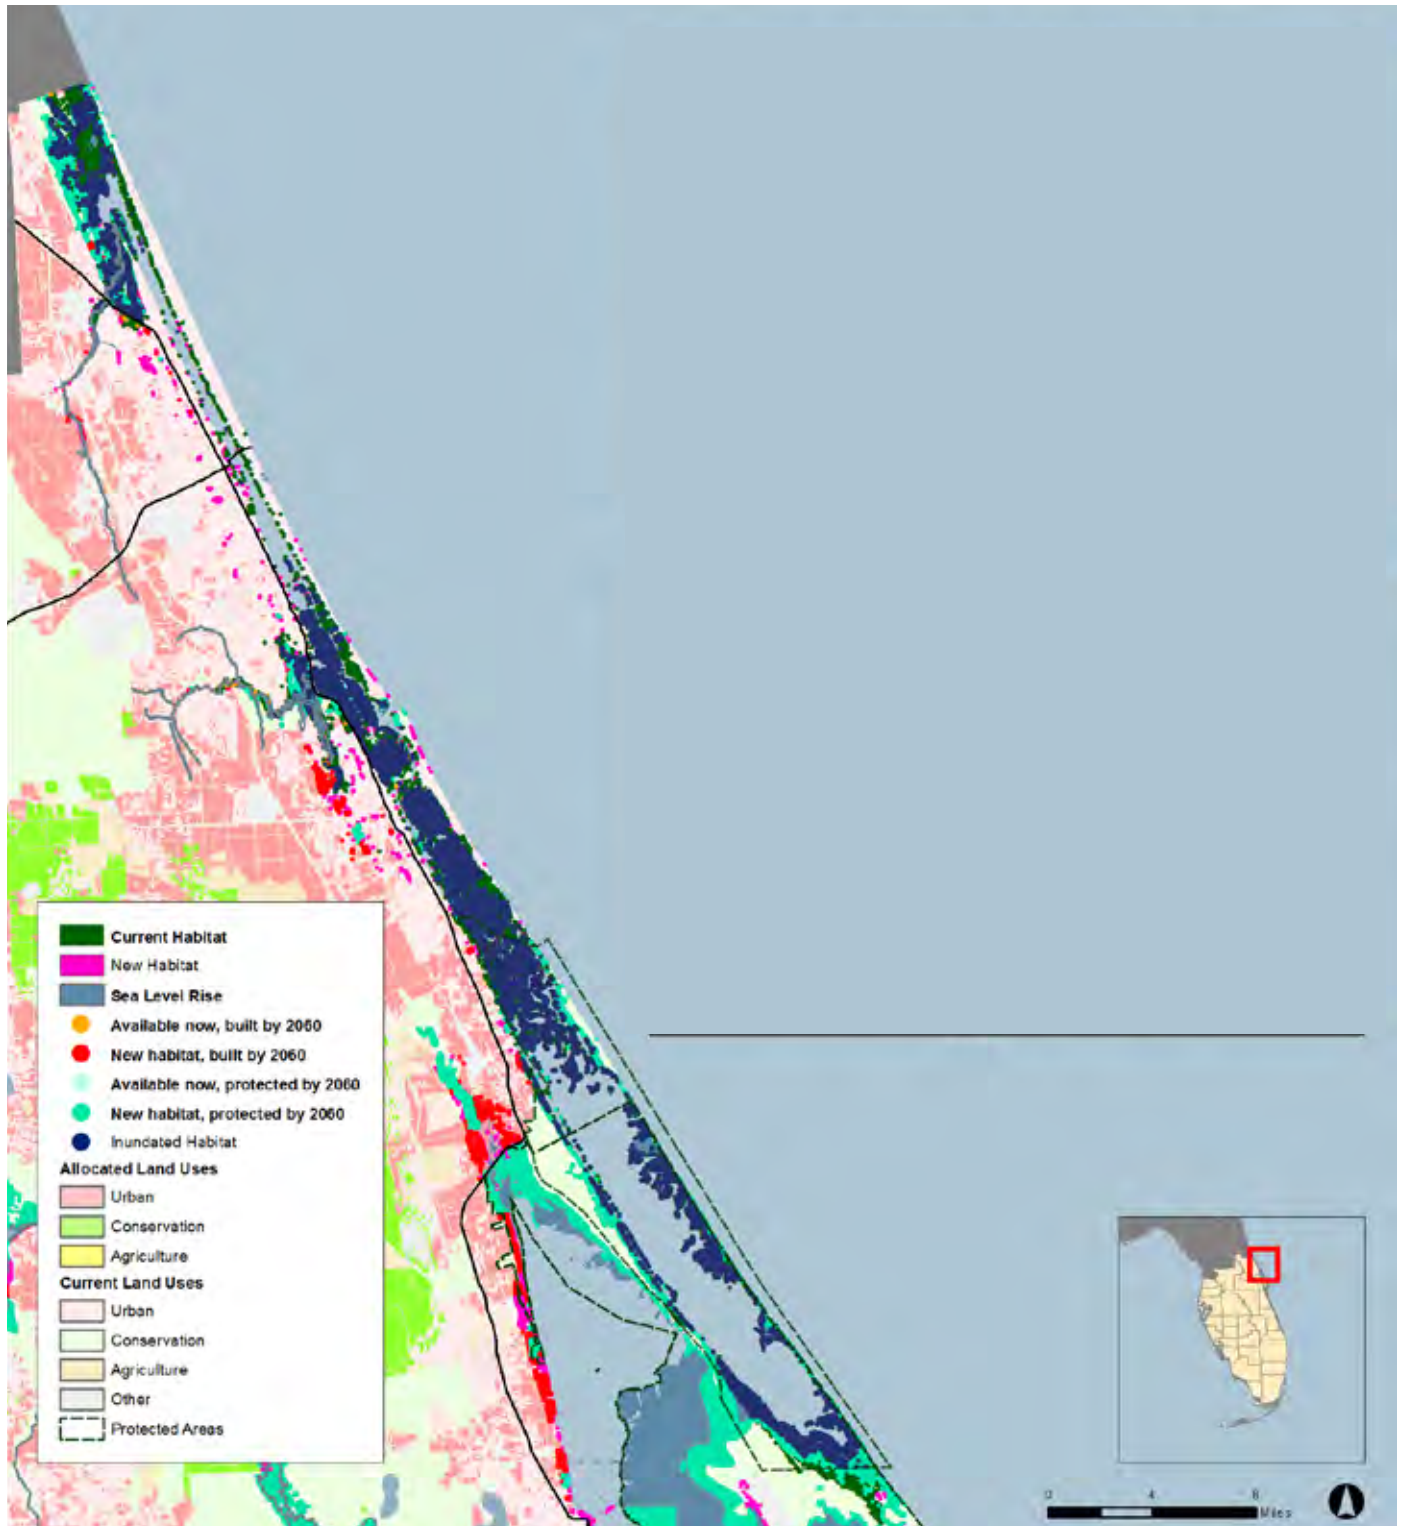 Current Habitat
New Habitat
Sea Level Rise
Available now, built by 2060
New habitat, built by 2060
Available now, protected by 2060
New habitat, protected by 2060
Inundated Habitat
Allocated Land Uses
Urban
Conservation
Agriculture
Current Land Uses
Urban
Conservation
Agriculture
Other
Protected Areas
0 4 8
Miles